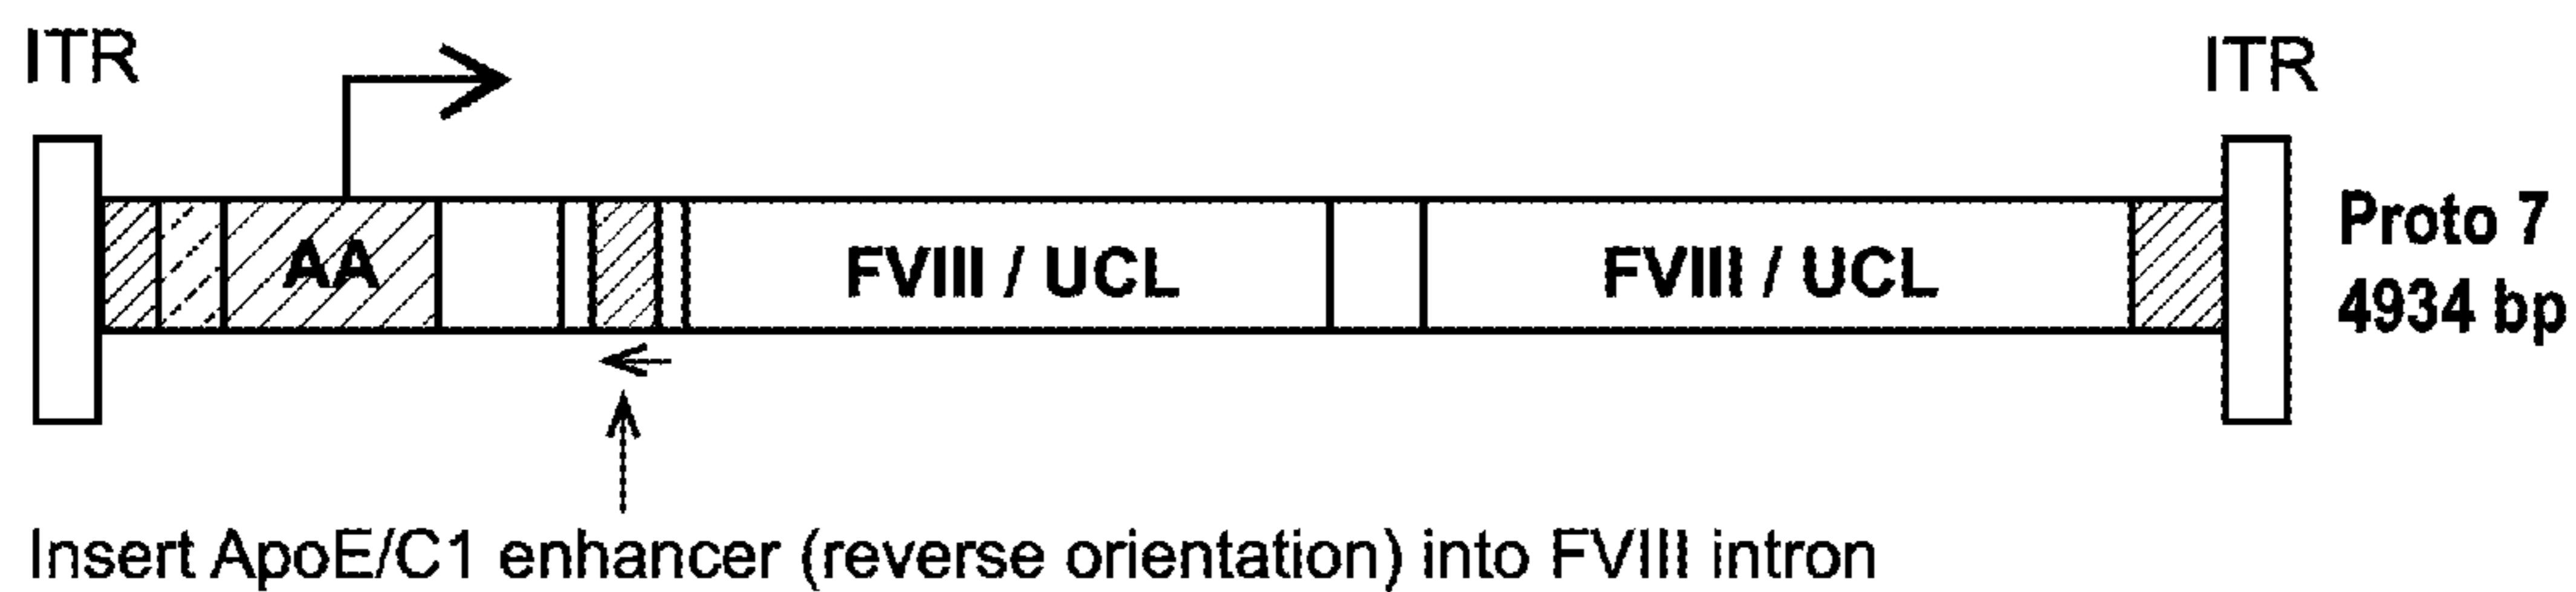 ITR
ITR
AA
FVIII / UCL
FVIII / UCL
Proto 7
4934 bp
Insert ApoE/C1 enhancer (reverse orientation) into FVIII intron